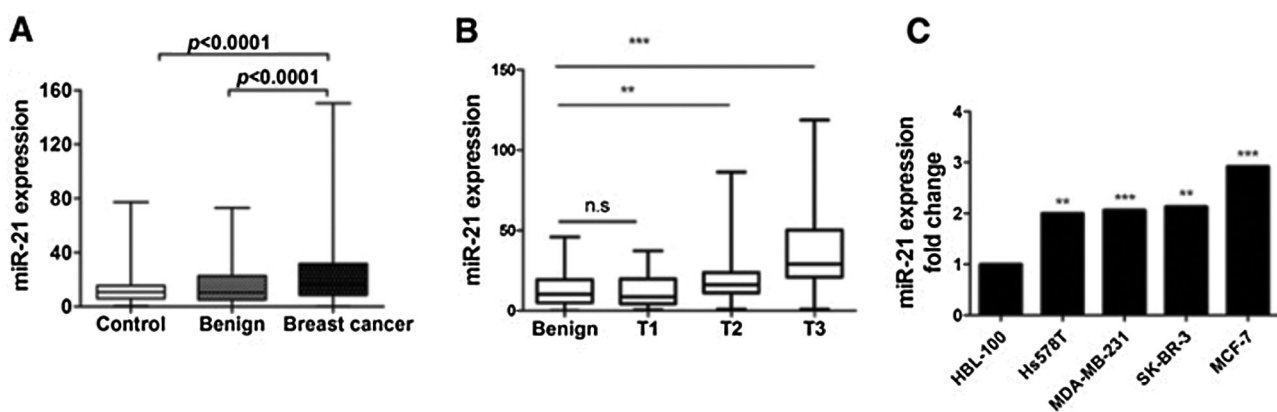 A
p<0.0001
p<0.0001
miR-21 expression
160
120
80
40
0
Control Benign Breast cancer
B
***
**
n.s
miR-21 expression
150
100
50
0
Benign T1 T2 T3
C
miR-21 expression
fold change
4
3
2
1
0
** *** ** ***
HBL-100
Hs578T
MDA-MB-231
SK-BR-3
MCF-7